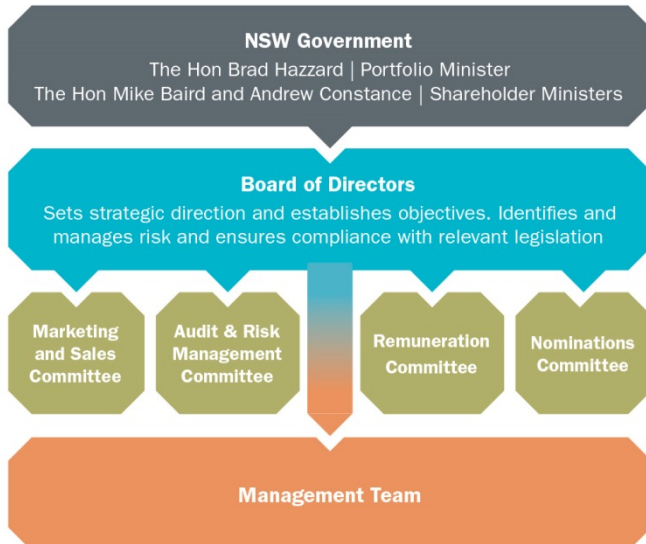 NSW Government
The Hon Brad Hazzard | Portfolio Minister
The Hon Mike Baird and Andrew Constance | Shareholder Ministers
Board of Directors
Sets strategic direction and establishes objectives. Identifies and
manages risk and ensures compliance with relevant legislation
Marketing
and Sales
Committee
Audit & Risk
Management
Committee
Remuneration
Committee
Nominations
Committee
Management Team